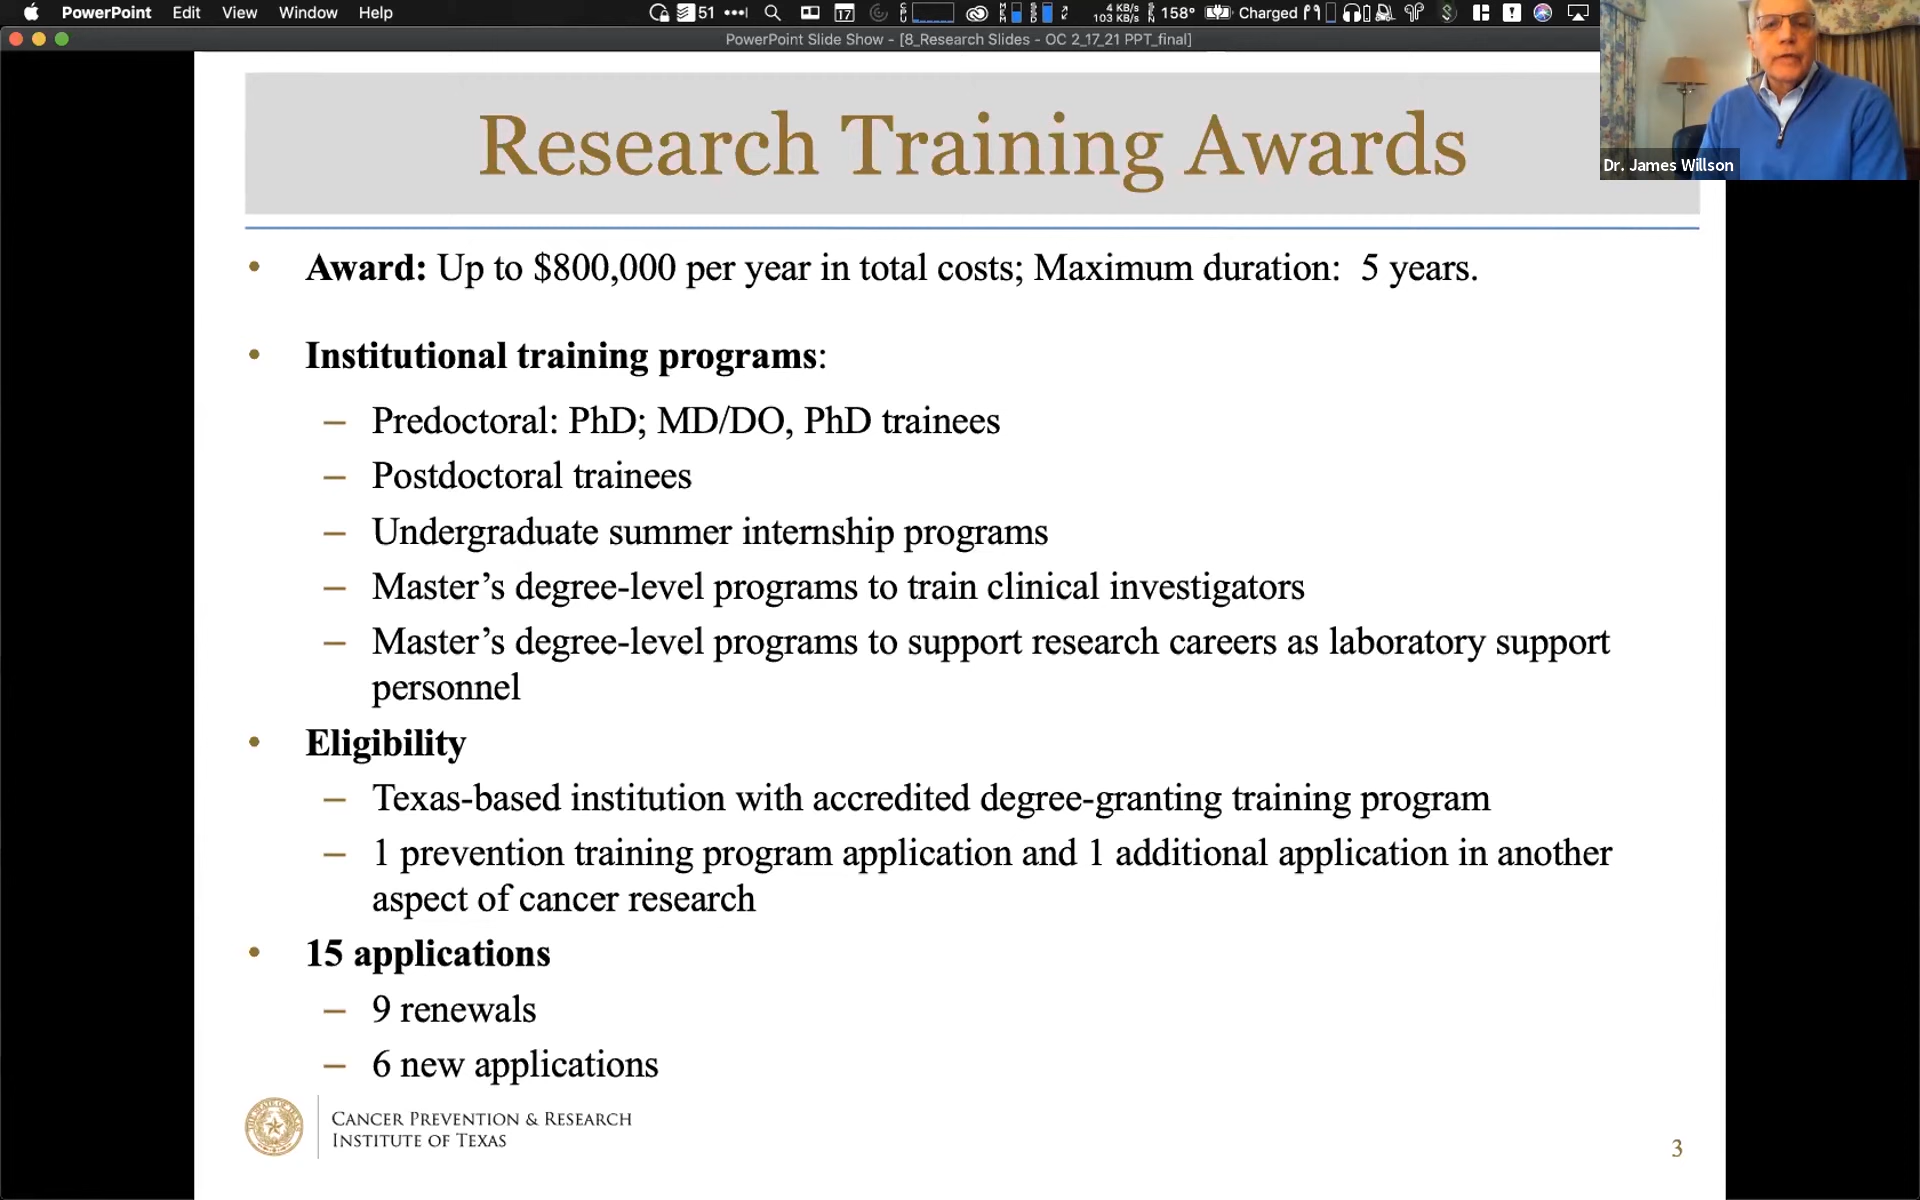 PowerPoint Edit View Window Help 51 17 4 KB/s 103 KB/s 158° Charged
PowerPoint Slide Show - [8_Research Slides - OC 2_17_21 PPT_final]
Dr. James Willson
Research Training Awards
• Award: Up to $800,000 per year in total costs; Maximum duration: 5 years.
• Institutional training programs:
– Predoctoral: PhD; MD/DO, PhD trainees
– Postdoctoral trainees
– Undergraduate summer internship programs
– Master’s degree-level programs to train clinical investigators
– Master’s degree-level programs to support research careers as laboratory support
personnel
• Eligibility
– Texas-based institution with accredited degree-granting training program
– 1 prevention training program application and 1 additional application in another
aspect of cancer research
• 15 applications
– 9 renewals
– 6 new applications
CANCER PREVENTION & RESEARCH
INSTITUTE OF TEXAS
3